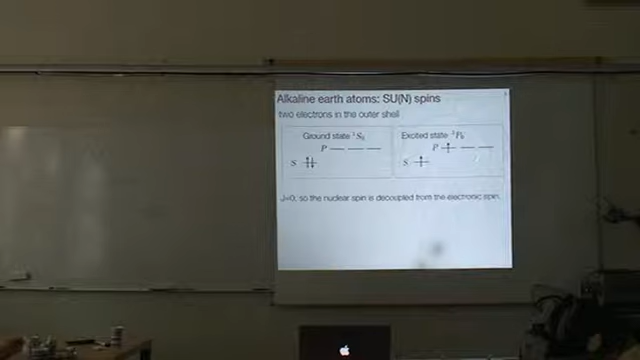 Alkaline earth atoms: SU(N) spins
two electrons in the outer shell
Ground state ¹S₀
P
S
Excited state ³P₀
P
S
J=0, so the nuclear spin is decoupled from the electronic spin.